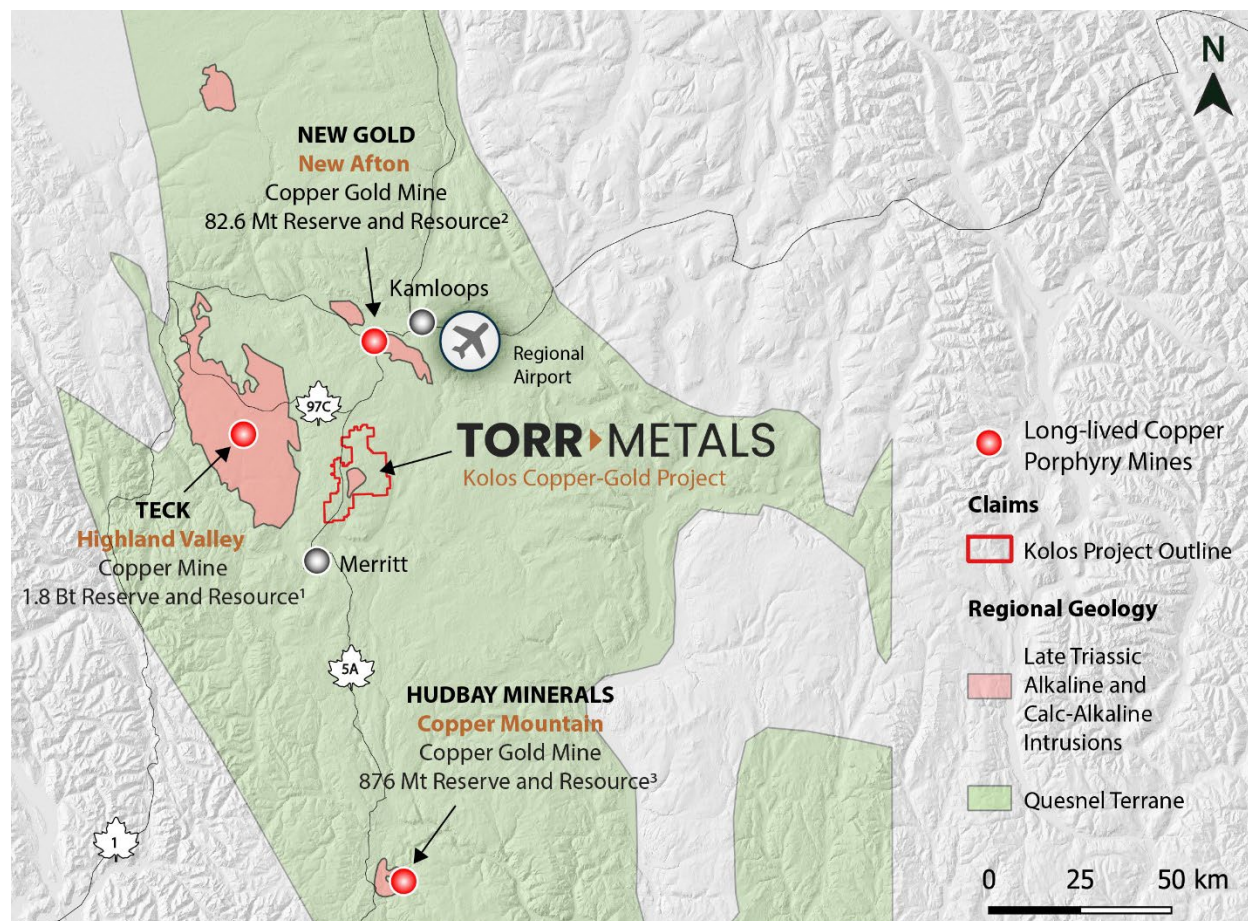 N
NEW GOLD
New Afton
Copper Gold Mine
82.6 Mt Reserve and Resource²
Kamloops
Regional
Airport
97C
TORR METALS
Kolos Copper-Gold Project
TECK
Highland Valley
Copper Mine
1.8 Bt Reserve and Resource¹
Merritt
5A
HUDBAY MINERALS
Copper Mountain
Copper Gold Mine
876 Mt Reserve and Resource³
1
Long-lived Copper
Porphyry Mines
Claims
Kolos Project Outline
Regional Geology
Late Triassic
Alkaline and
Calc-Alkaline
Intrusions
Quesnel Terrane
0 25 50 km